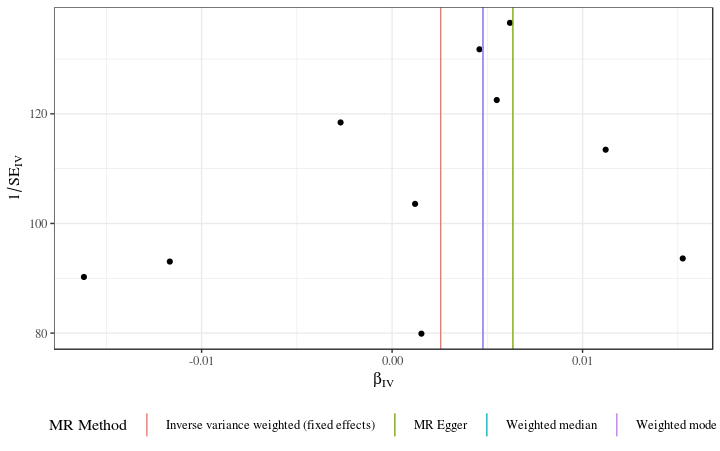 120
100
80
1/SE_IV
-0.01
0.00
0.01
β_IV
MR Method
Inverse variance weighted (fixed effects)
MR Egger
Weighted median
Weighted mode